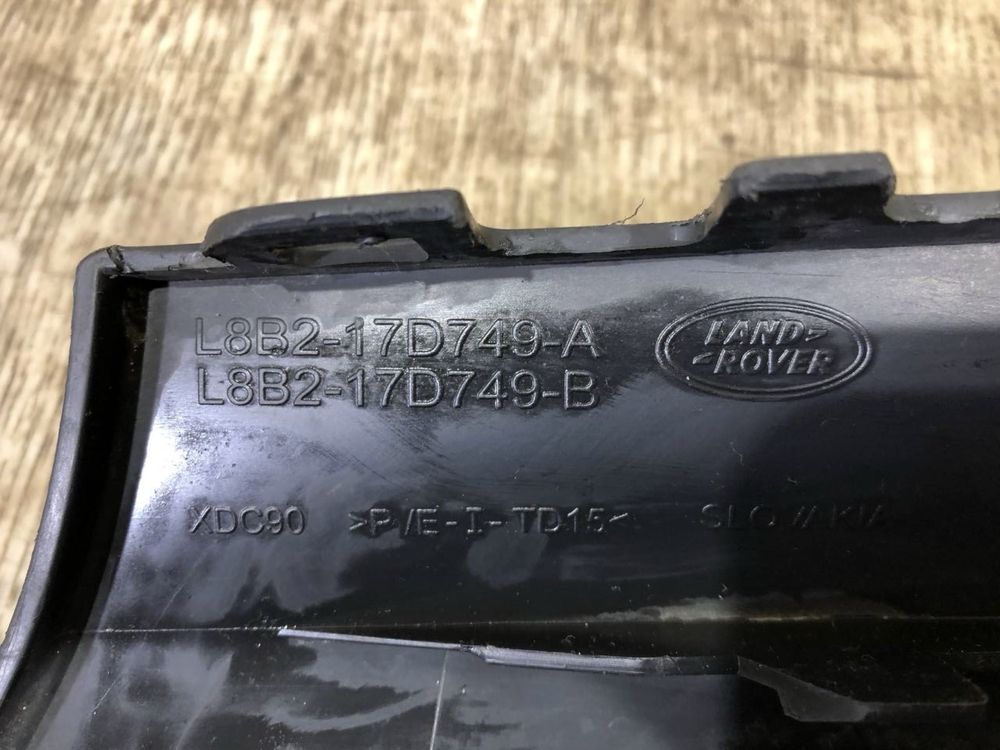 L8B2-17D749-A
L8B2-17D749-B
LAND>
<ROVER
XDC90 >P/E-I-TD15< SLOVAKIA